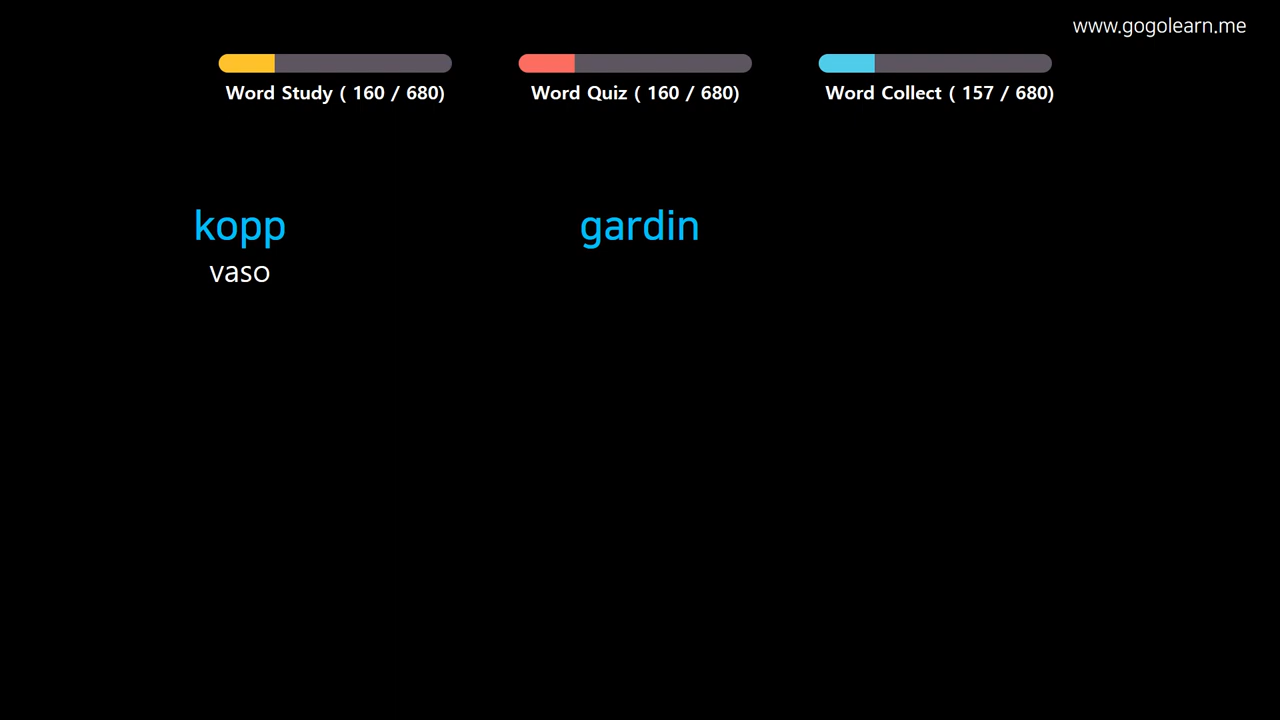 www.gogolearn.me
Word Study ( 160 / 680)
Word Quiz ( 160 / 680)
Word Collect ( 157 / 680)
kopp
vaso
gardin